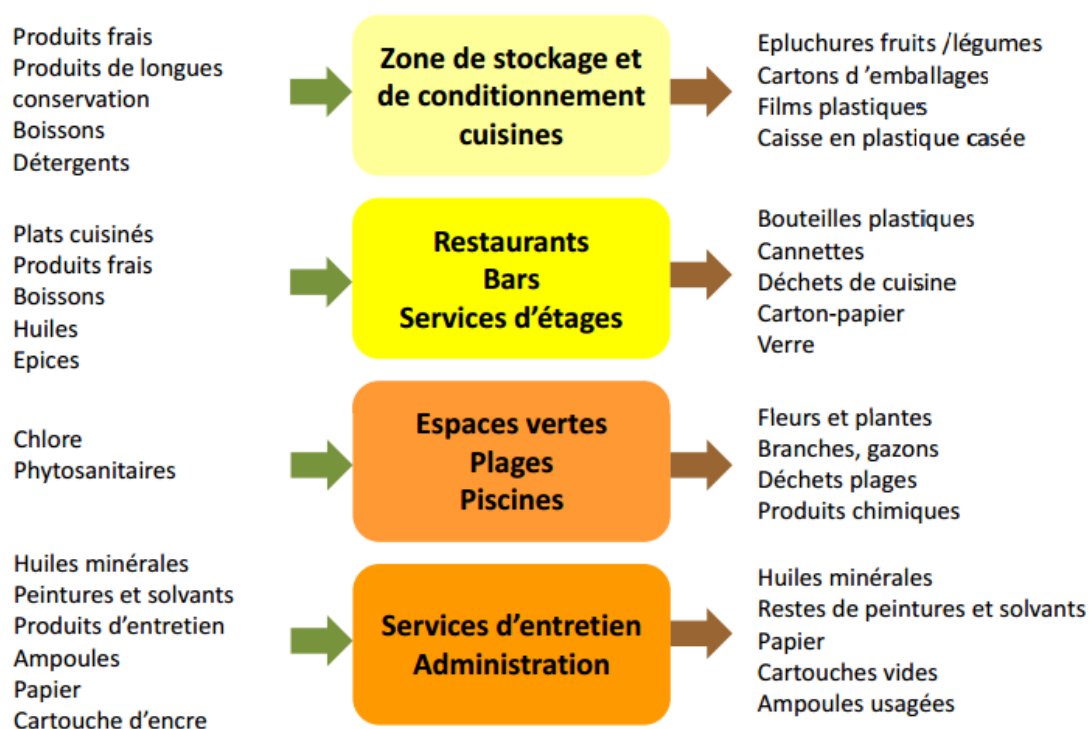 Produits frais
Produits de longues
conservation
Boissons
Détergents
Zone de stockage et
de conditionnement
cuisines
Epluchures fruits /légumes
Cartons d ’emballages
Films plastiques
Caisse en plastique casée
Plats cuisinés
Produits frais
Boissons
Huiles
Epices
Restaurants
Bars
Services d’étages
Bouteilles plastiques
Cannettes
Déchets de cuisine
Carton-papier
Verre
Chlore
Phytosanitaires
Espaces vertes
Plages
Piscines
Fleurs et plantes
Branches, gazons
Déchets plages
Produits chimiques
Huiles minérales
Peintures et solvants
Produits d’entretien
Ampoules
Papier
Cartouche d’encre
Services d’entretien
Administration
Huiles minérales
Restes de peintures et solvants
Papier
Cartouches vides
Ampoules usagées